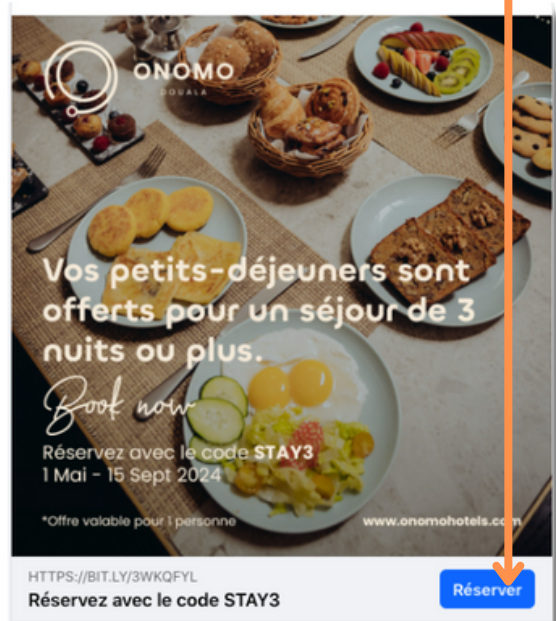 ONOMO
DOUALA
Vos petits-déjeuners sont
offerts pour un séjour de 3
nuits ou plus.
Book now
Réservez avec le code STAY3
1 Mai - 15 Sept 2024
*Offre valable pour 1 personne
www.onomohotels.com
HTTPS://BIT.LY/3WKQFYL
Réservez avec le code STAY3
Réserver